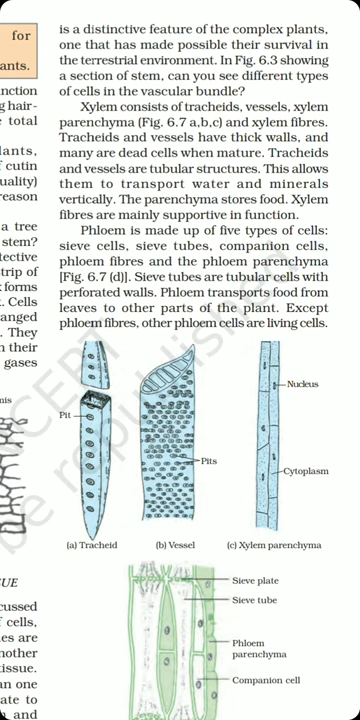 for
ants.
nction
g hair-
e total
lants,
f cutin
uality)
reason
a tree
stem?
tective
strip of
k forms
Cells
ranged
They
n their
gases
nis
SUE
cussed
f cells,
es are
nother
tissue.
an one
ate to
and
is a distinctive feature of the complex plants,
one that has made possible their survival in
the terrestrial environment. In Fig. 6.3 showing
a section of stem, can you see different types
of cells in the vascular bundle?
Xylem consists of tracheids, vessels, xylem
parenchyma (Fig. 6.7 a,b,c) and xylem fibres.
Tracheids and vessels have thick walls, and
many are dead cells when mature. Tracheids
and vessels are tubular structures. This allows
them to transport water and minerals
vertically. The parenchyma stores food. Xylem
fibres are mainly supportive in function.
Phloem is made up of five types of cells:
sieve cells, sieve tubes, companion cells,
phloem fibres and the phloem parenchyma
[Fig. 6.7 (d)]. Sieve tubes are tubular cells with
perforated walls. Phloem transports food from
leaves to other parts of the plant. Except
phloem fibres, other phloem cells are living cells.
Pit
Pits
Nucleus
Cytoplasm
(a) Tracheid
(b) Vessel
(c) Xylem parenchyma
Sieve plate
Sieve tube
Phloem
parenchyma
Companion cell
be republished